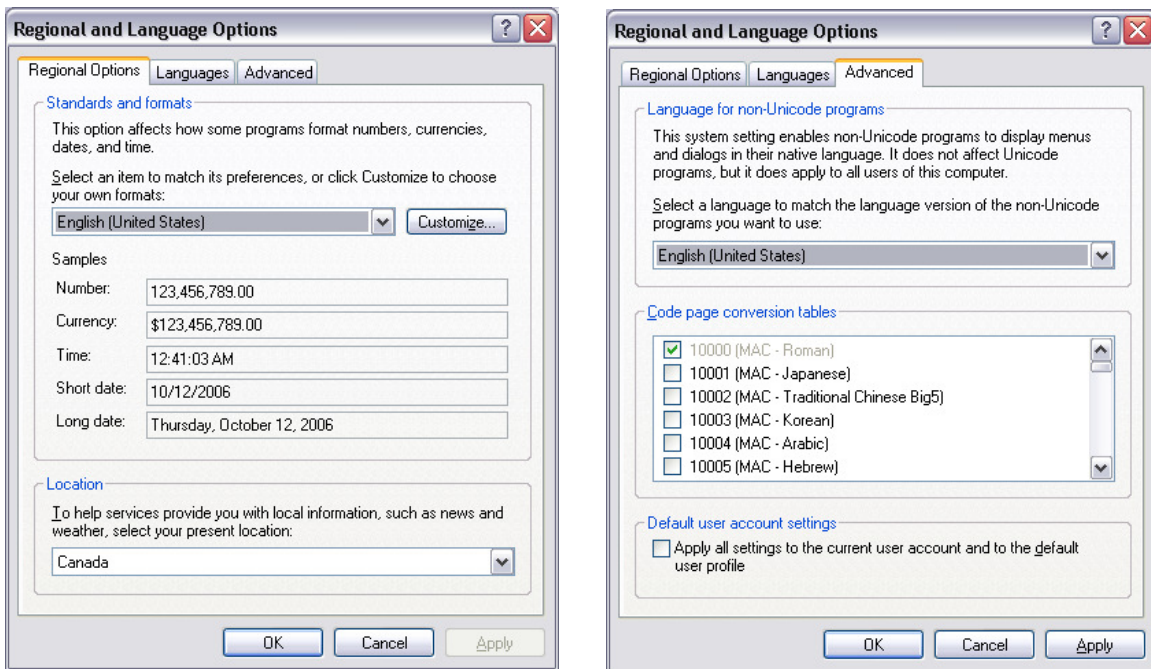 Regional and Language Options
Regional Options Languages Advanced
Standards and formats
This option affects how some programs format numbers, currencies,
dates, and time.
Select an item to match its preferences, or click Customize to choose
your own formats:
English (United States) Customize...
Samples
Number: 123,456,789.00
Currency: $123,456,789.00
Time: 12:41:03 AM
Short date: 10/12/2006
Long date: Thursday, October 12, 2006
Location
To help services provide you with local information, such as news and
weather, select your present location:
Canada
OK Cancel Apply
Regional and Language Options
Regional Options Languages Advanced
Language for non-Unicode programs
This system setting enables non-Unicode programs to display menus
and dialogs in their native language. It does not affect Unicode
programs, but it does apply to all users of this computer.
Select a language to match the language version of the non-Unicode
programs you want to use:
English (United States)
Code page conversion tables
10000 (MAC - Roman)
10001 (MAC - Japanese)
10002 (MAC - Traditional Chinese Big5)
10003 (MAC - Korean)
10004 (MAC - Arabic)
10005 (MAC - Hebrew)
Default user account settings
Apply all settings to the current user account and to the default
user profile
OK Cancel Apply